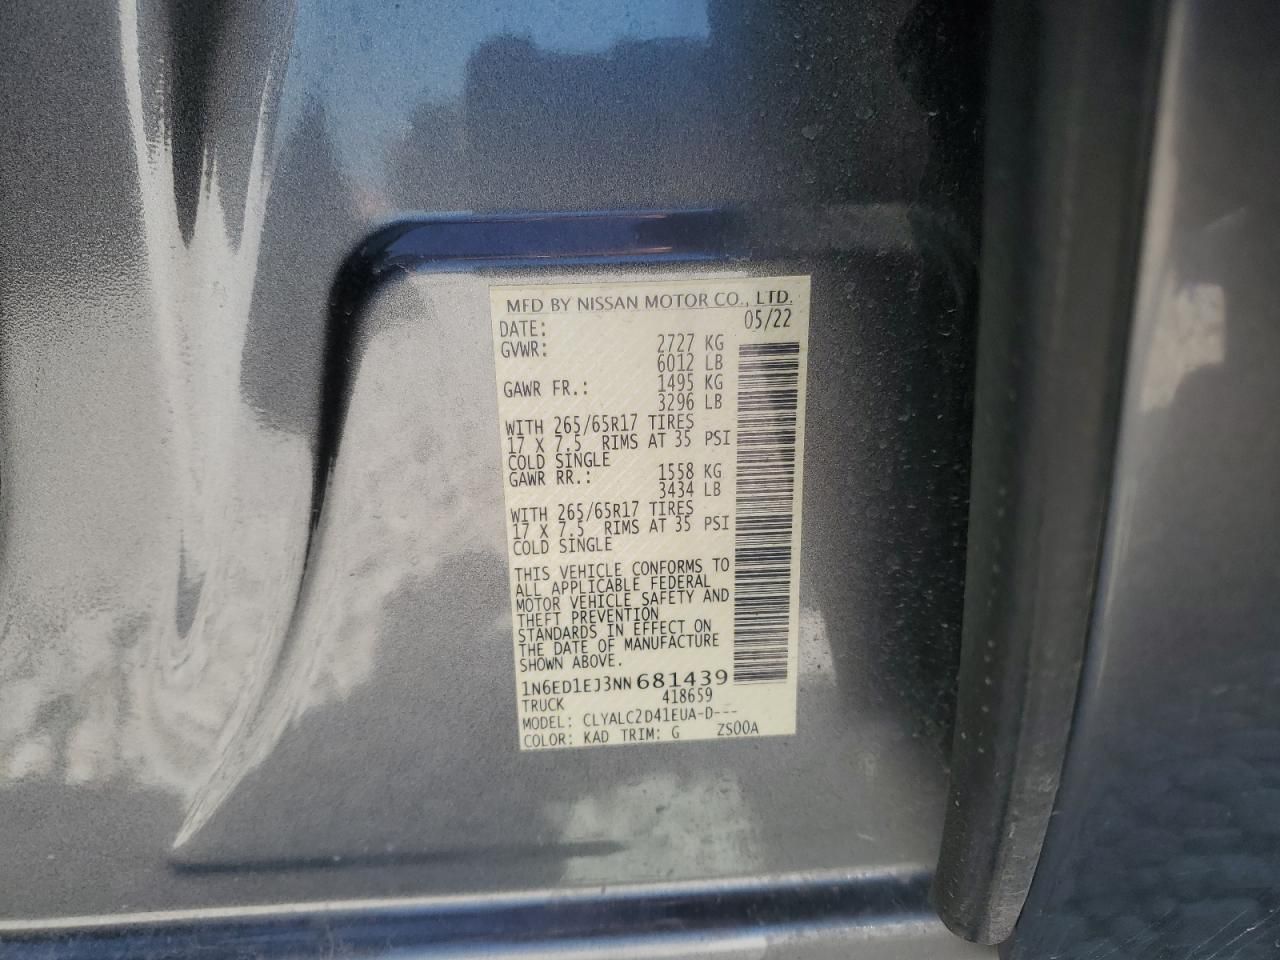 MFD BY NISSAN MOTOR CO., LTD.
DATE: 05/22
GVWR: 2727 KG
6012 LB
GAWR FR.: 1495 KG
3296 LB
WITH 265/65R17 TIRES
17 X 7.5 RIMS AT 35 PSI
COLD SINGLE
GAWR RR.: 1558 KG
3434 LB
WITH 265/65R17 TIRES
17 X 7.5 RIMS AT 35 PSI
COLD SINGLE
THIS VEHICLE CONFORMS TO
ALL APPLICABLE FEDERAL
MOTOR VEHICLE SAFETY AND
THEFT PREVENTION
STANDARDS IN EFFECT ON
THE DATE OF MANUFACTURE
SHOWN ABOVE.
1N6ED1EJ3NN681439
TRUCK 418659
MODEL: CLYALC2D41EUA-D---
COLOR: KAD TRIM: G ZS00A